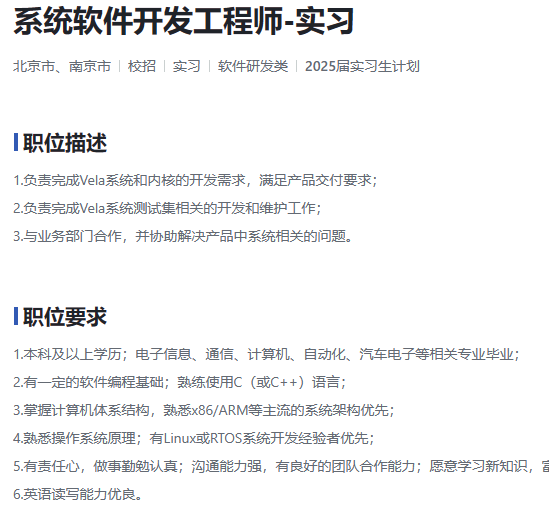 系统软件开发工程师-实习
北京市、南京市 | 校招 | 实习 | 软件研发类 | 2025届实习生计划
职位描述
1.负责完成Vela系统和内核的开发需求，满足产品交付要求；
2.负责完成Vela系统测试集相关的开发和维护工作；
3.与业务部门合作，并协助解决产品中系统相关的问题。
职位要求
1.本科及以上学历；电子信息、通信、计算机、自动化、汽车电子等相关专业毕业；
2.有一定的软件编程基础；熟练使用C（或C++）语言；
3.掌握计算机体系结构，熟悉x86/ARM等主流的系统架构优先；
4.熟悉操作系统原理；有Linux或RTOS系统开发经验者优先；
5.有责任心，做事勤勉认真；沟通能力强，有良好的团队合作能力；愿意学习新知识，
6.英语读写能力优良。